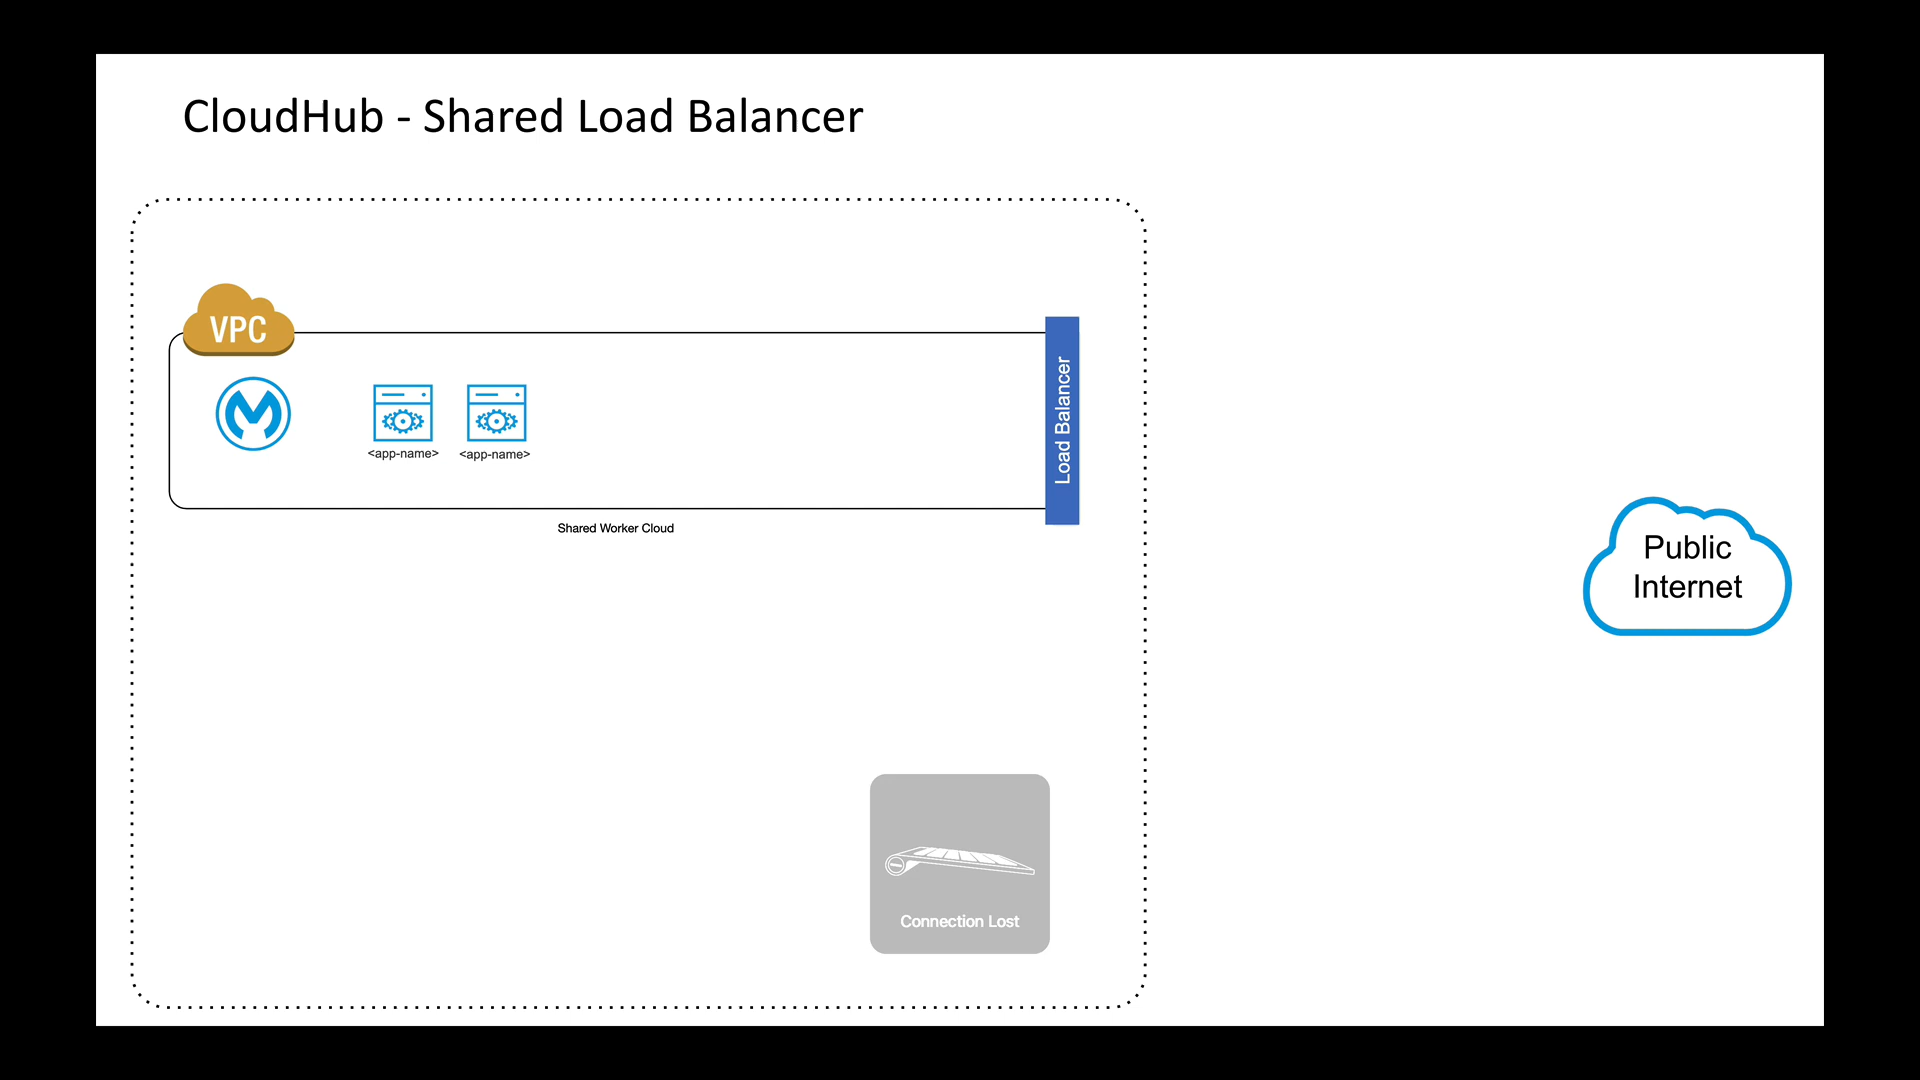 CloudHub - Shared Load Balancer
VPC
<app-name>
<app-name>
Load Balancer
Shared Worker Cloud
Public
Internet
Connection Lost